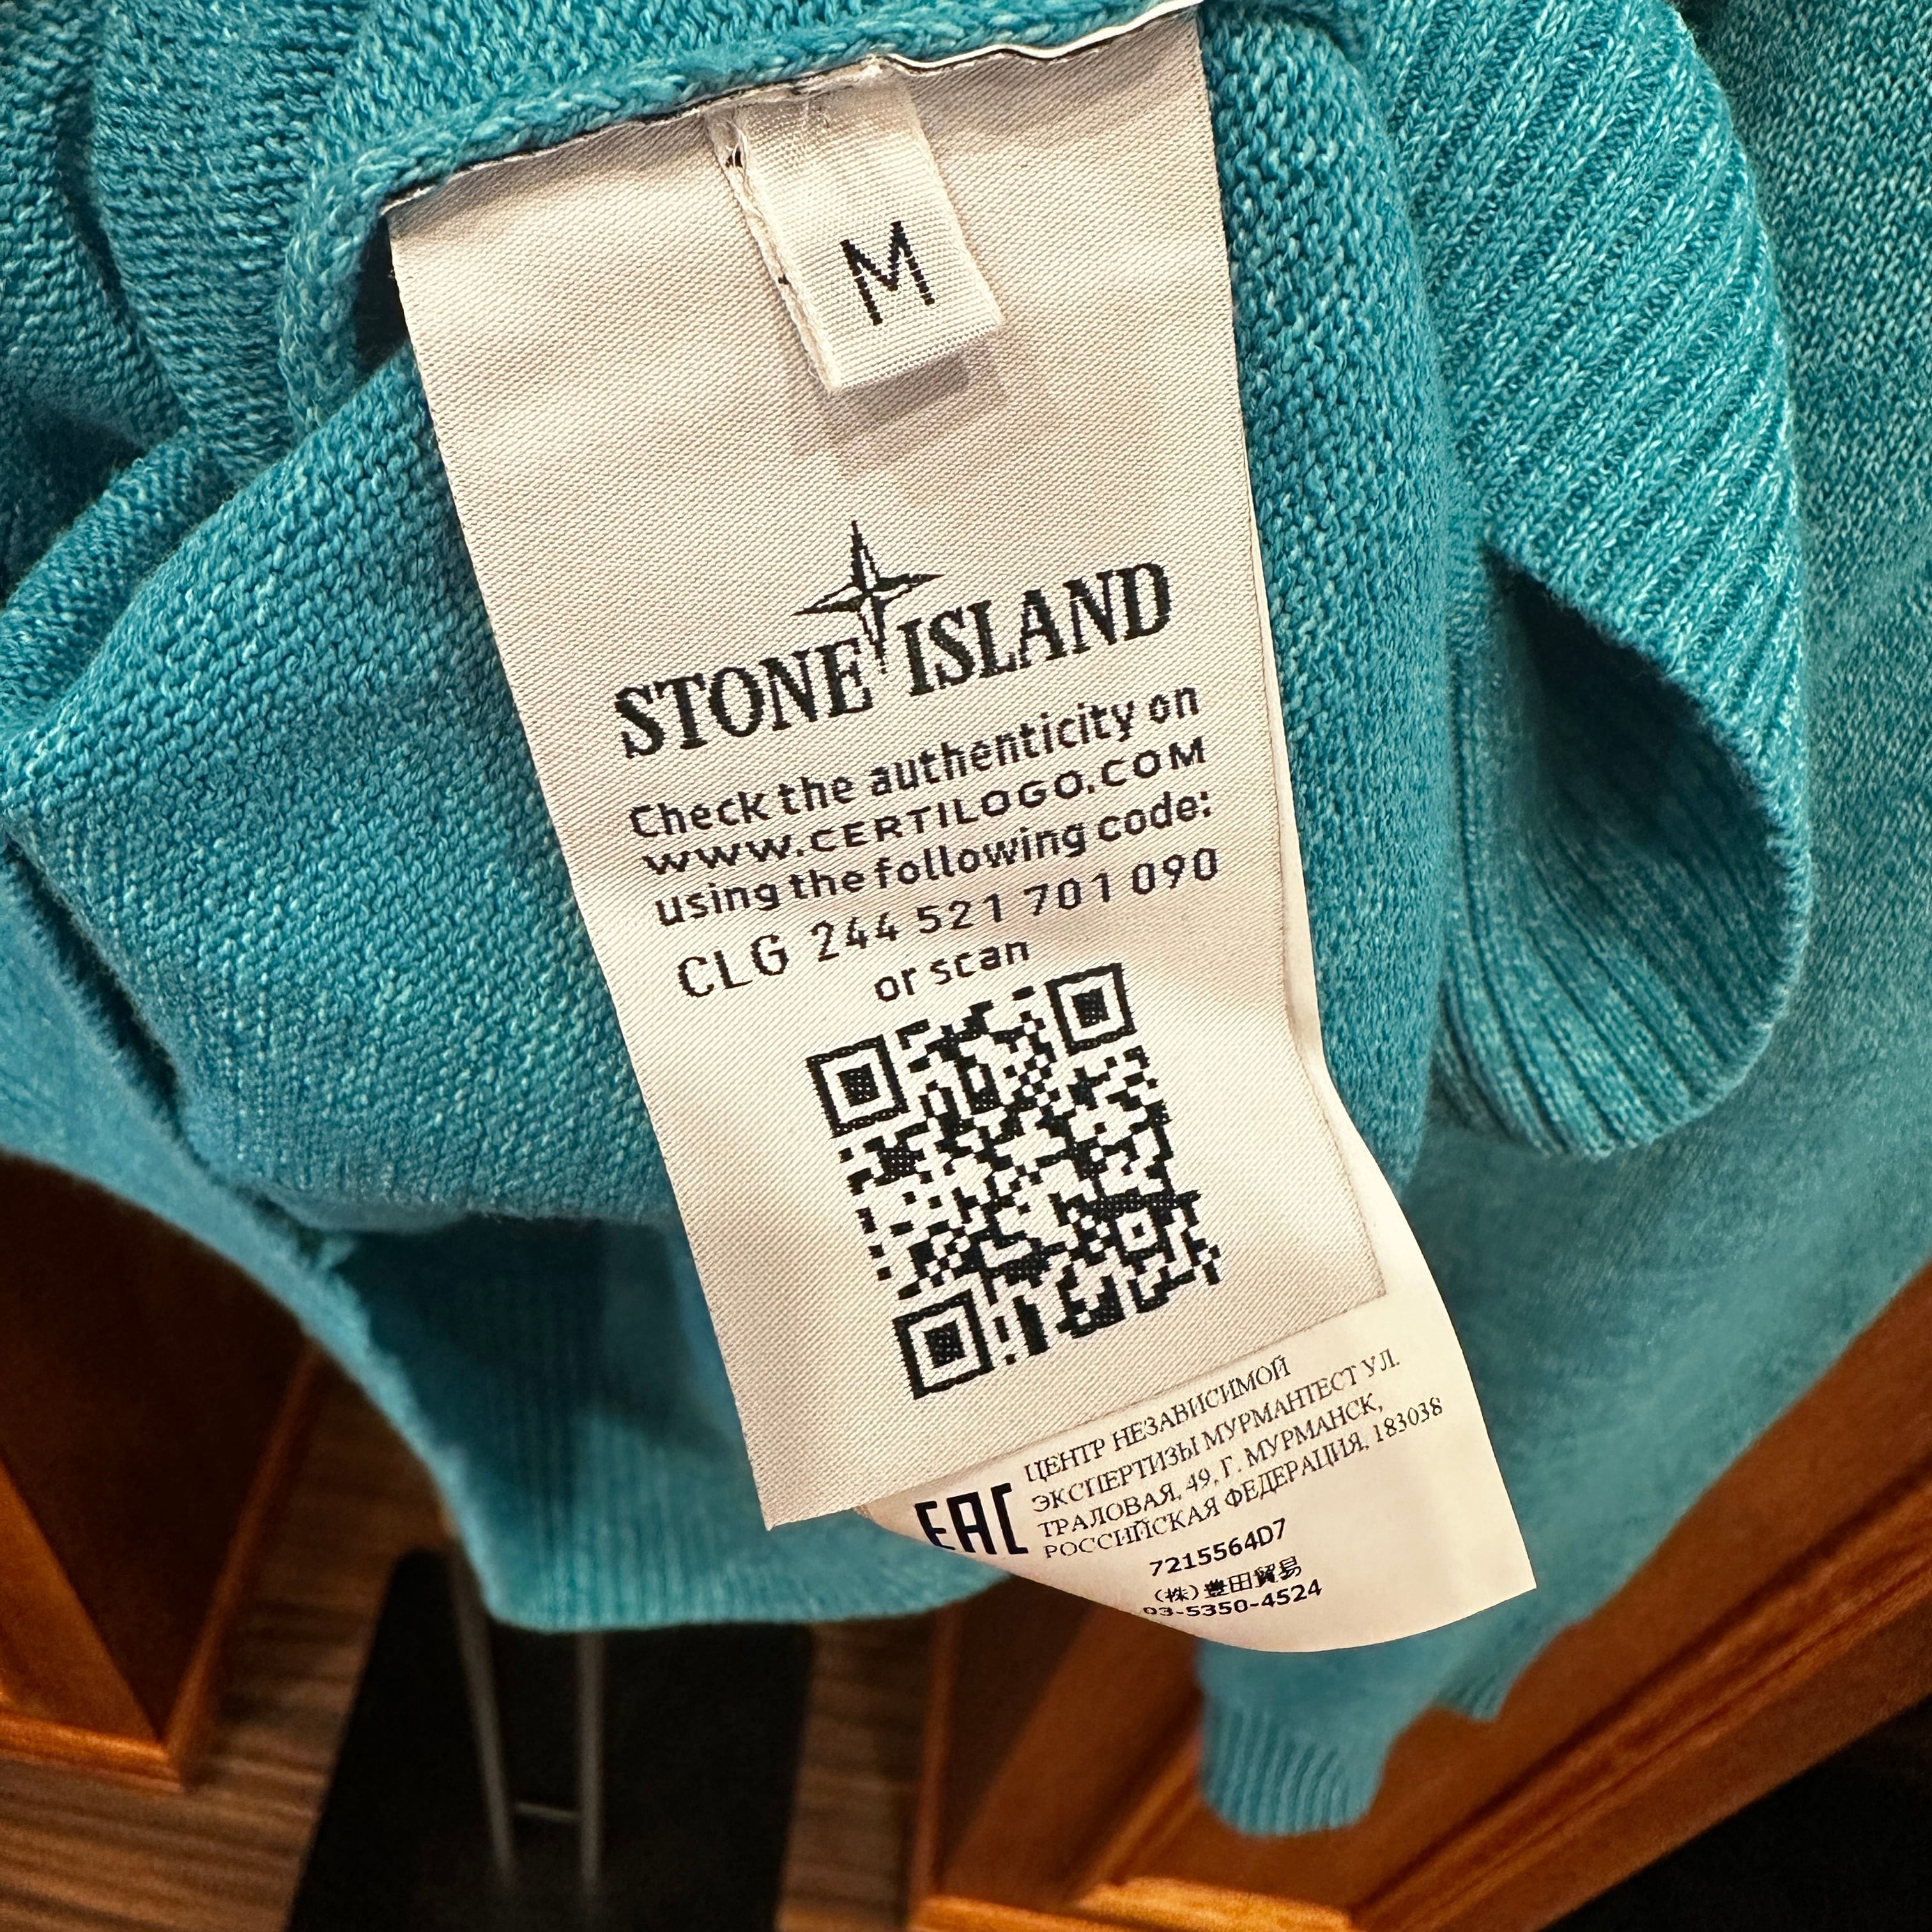 M
STONE ISLAND
Check the authenticity on
WWW.CERTILOGO.COM
using the following code:
CLG 244 521 701 090
or scan
ЦЕНТР НЕЗАВИСИМОЙ
ЭКСПЕРТИЗЫ МУРМАНТЕСТ УЛ.
ТРАЛОВАЯ, 49, Г. МУРМАНСК,
РОССИЙСКАЯ ФЕДЕРАЦИЯ, 183038
EAC
7215564D7
(株)豊田貿易
03-5350-4524